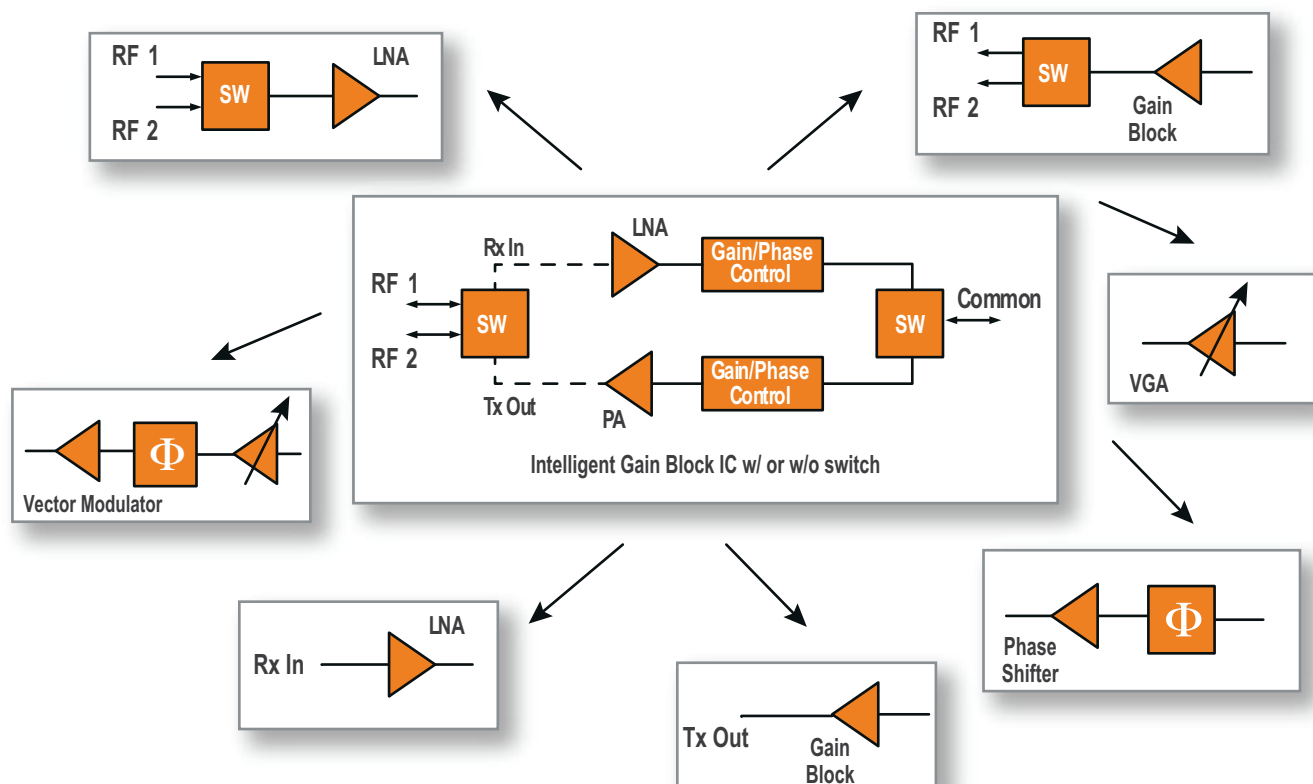 RF 1
RF 2
SW
LNA
RF 1
RF 2
SW
Gain
Block
RF 1
RF 2
SW
Rx In
LNA
Gain/Phase
Control
SW
Common
Tx Out
PA
Gain/Phase
Control
Intelligent Gain Block IC w/ or w/o switch
VGA
Φ
Vector Modulator
Φ
Phase
Shifter
Rx In
LNA
Tx Out
Gain
Block